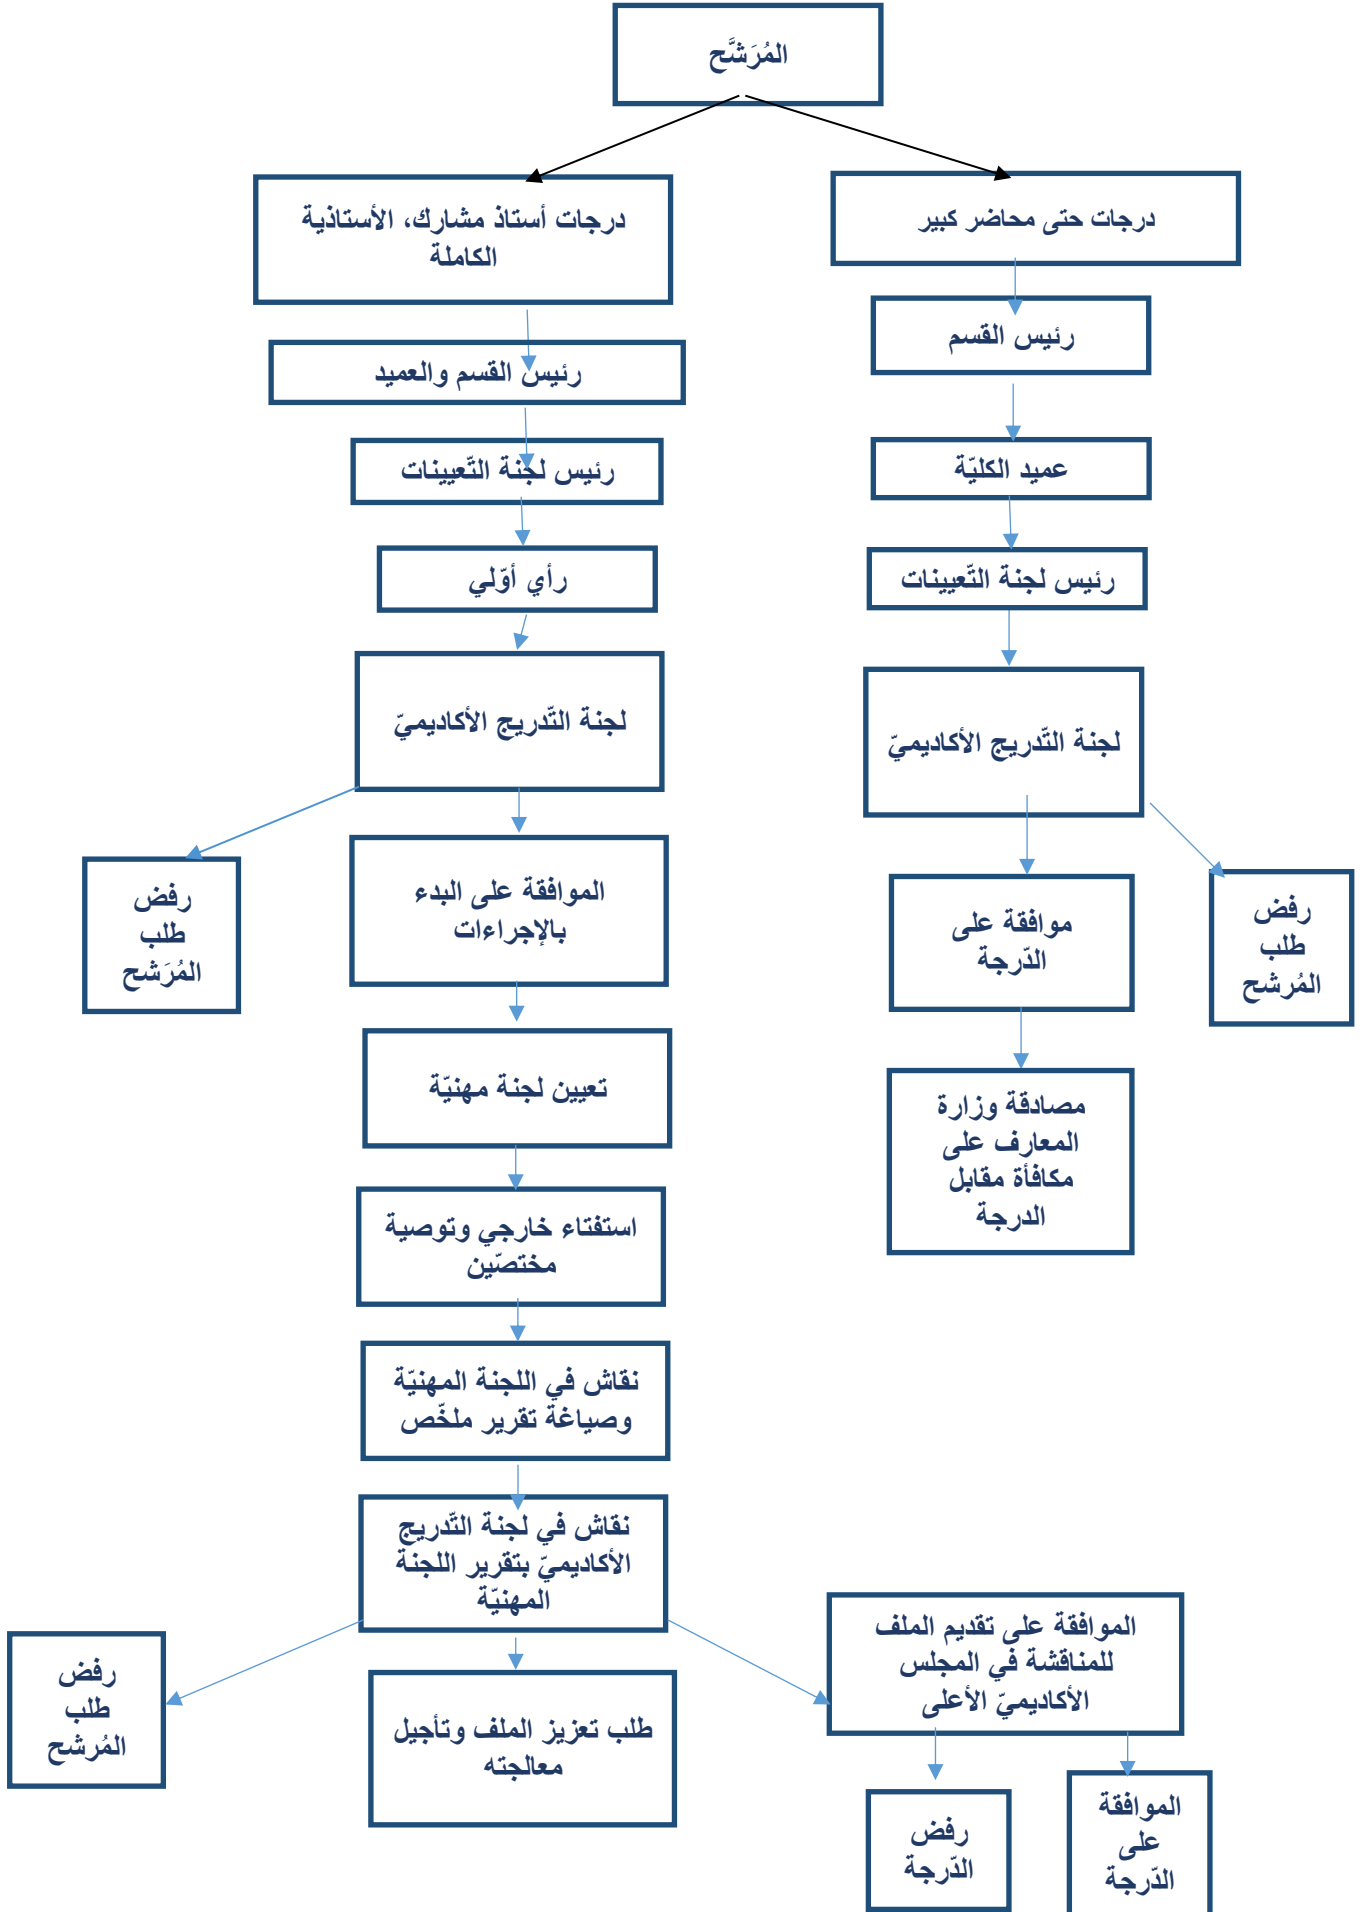 المُرَشَّح
درجات حتى محاضر كبير
رئيس القسم
عميد الكليّة
رئيس لجنة التّعيينات
لجنة التّدريج الأكاديميّ
رفض
طلب
المُرشح
موافقة على
الدّرجة
مصادقة وزارة
المعارف على
مكافأة مقابل
الدرجة
درجات أستاذ مشارك، الأستاذية
الكاملة
رئيس القسم والعميد
رئيس لجنة التّعيينات
رأي أوّلي
لجنة التّدريج الأكاديميّ
رفض
طلب
المُرَشح
الموافقة على البدء
بالإجراءات
تعيين لجنة مهنيّة
استفتاء خارجي وتوصية
مختصّين
نقاش في اللجنة المهنيّة
وصياغة تقرير ملخّص
نقاش في لجنة التّدريج
الأكاديميّ بتقرير اللجنة
المهنيّة
الموافقة على تقديم الملف
للمناقشة في المجلس
الأكاديميّ الأعلى
الموافقة
على
الدّرجة
رفض
الدّرجة
طلب تعزيز الملف وتأجيل
معالجته
رفض
طلب
المُرشح